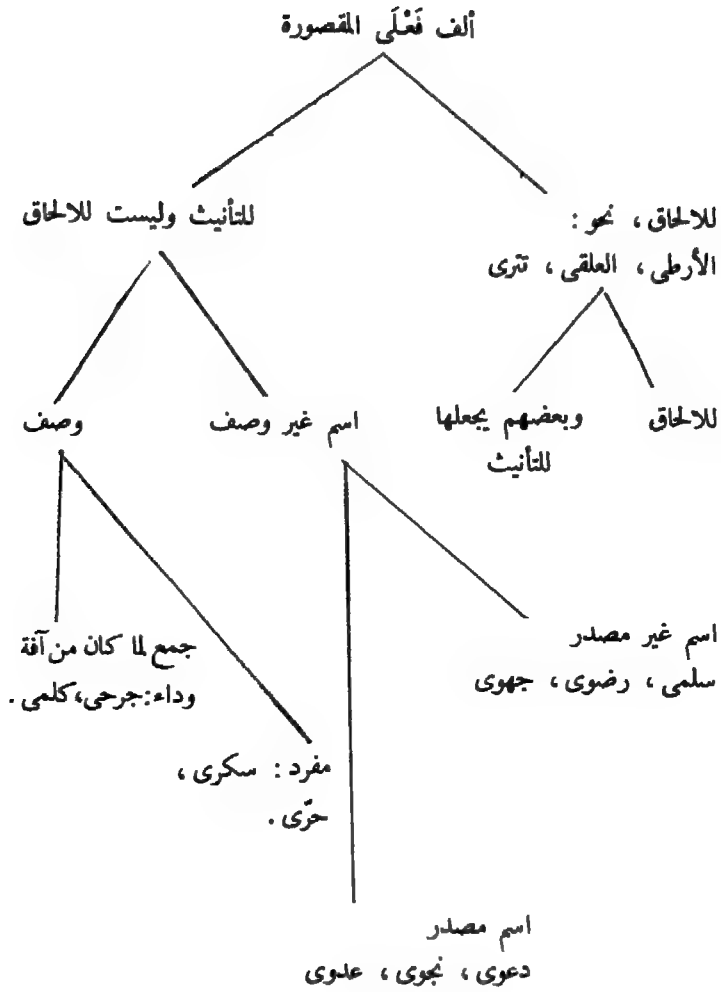 ألف فَعْلَى المقصورة
للالحاق، نحو:
الأرطى، العلقى، تترى
للتأنيث وليست للالحاق
للالحاق
وبعضهم يجعلها
للتأنيث
اسم غير وصف
وصف
اسم غير مصدر
سلمى، رضوى، جهوى
جمع لما كان من آفة
وداء: جرحى، كلمى.
مفرد: سكرى،
حرّى.
اسم مصدر
دعوى، نجوى، عدوى